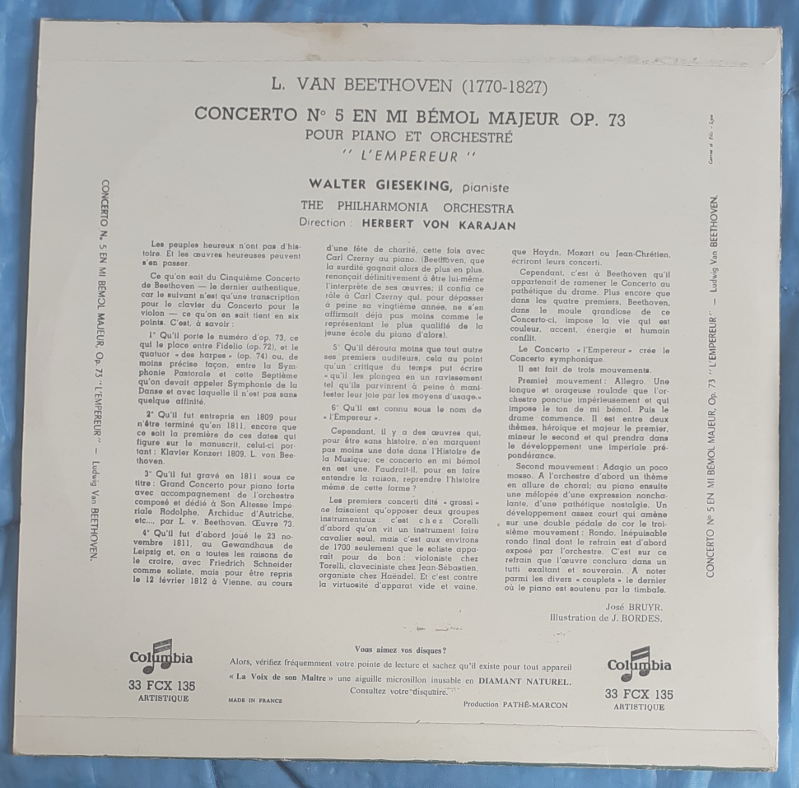 L. VAN BEETHOVEN (1770-1827)
CONCERTO Nº 5 EN MI BÉMOL MAJEUR OP. 73
POUR PIANO ET ORCHESTRÉ
" L'EMPEREUR "
WALTER GIESEKING, pianiste
THE PHILHARMONIA ORCHESTRA
Direction : HERBERT VON KARAJAN
CONCERTO Nº 5 EN MI BÉMOL MAJEUR, Op. 73 "L'EMPEREUR" — Ludwig Van BEETHOVEN.
Les peuples heureux n'ont pas d'his-
toire. Et les œuvres heureuses peuvent
s'en passer.
Ce qu'on sait du Cinquième Concerto
de Beethoven — le dernier authentique,
car le suivant n'est qu'une transcription
pour le clavier du Concerto pour le
violon — ce qu'on en sait tient en six
points. C'est, à savoir :
1º Qu'il porte le numéro d'op. 73, ce
qui le place entre Fidelio (op. 72), et le
quatuor « des harpes » (op. 74) ou, de
moins précise façon, entre la Sym-
phonie Pastorale et cette Septième
qu'on devait appeler Symphonie de la
Danse et avec laquelle il n'est pas sans
quelque affinité.
2º Qu'il fut entrepris en 1809 pour
n'être terminé qu'en 1811, encore que
ce soit la première de ces dates qui
figure sur le manuscrit, celui-ci por-
tant : Klavier Konzert 1809. L. von Bee-
thoven.
3º Qu'il fut gravé en 1811 sous ce
titre : Grand Concerto pour piano forte
avec accompagnement de l'orchestre
composé et dédié à Son Altesse Impé
riale Rodolphe, Archiduc d'Autriche,
etc..., par L. v. Beethoven. Œuvre 73.
4º Qu'il fut d'abord joué le 23 no-
vembre 1811, au Gewandhaus de
Leipzig et, on a toutes les raisons de
le croire, avec Friedrich Schneider
comme soliste, mais pour être repris
le 12 février 1812 à Vienne, au cours
d'une fête de charité, cette fois avec
Carl Czerny au piano. (Beethoven, que
la surdité gagnait alors de plus en plus,
renonçait définitivement à être lui-même
l'interprète de ses œuvres; il confia ce
rôle à Carl Czerny qui, pour dépasser
à peine sa vingtième année, ne s'en
affirmait déjà pas moins comme le
représentant le plus qualifié de la
jeune école du piano d'alors).
5º Qu'il dérouta moins que tout autre
ses premiers auditeurs, cela au point
qu'un critique du temps put écrire
« qu'il les plongea en un ravissement
tel qu'ils parvinrent à peine à mani-
fester leur joie par les moyens d'usage.»
6º Qu'il est connu sous le nom de
« l'Empereur ».
Cependant, il y a des œuvres qui,
pour être sans histoire, n'en marquent
pas moins une date dans l'Histoire de
la Musique; ce concerto en mi bémol
en est une. Faudrait-il, pour en faire
entendre la raison, reprendre l'histoire
même de cette forme ?
Les premiers concerti dits « grossi »
ne faisaient qu'opposer deux groupes
instrumentaux : c'est chez Corelli
d'abord qu'on vit un instrument faire
cavalier seul, mais c'est aux environs
de 1700 seulement que le soliste appa-
raît pour de bon : violoniste chez
Torelli, claveciniste chez Jean-Sébastien,
organiste chez Haëndel. Et c'est contre
la virtuosité d'apparat vide et vaine,
que Haydn, Mozart ou Jean-Chrétien,
écriront leurs concerti.
Cependant, c'est à Beethoven qu'il
appartenait de ramener le Concerto au
pathétique du drame. Plus encore que
dans les quatre premiers, Beethoven,
dans le moule grandiose de ce
Concerto-ci, impose la vie qui est
couleur, accent, énergie et humain
conflit.
Le Concerto « l'Empereur » crée le
Concerto symphonique.
Il est fait de trois mouvements.
Premier mouvement : Allegro. Une
longue et orageuse roulade que l'or-
chestre ponctue impérieusement et qui
impose le ton de mi bémol. Puis le
drame commence. Il est entre deux
thèmes, héroïque et majeur le premier,
mineur le second et qui prendra dans
le développement une impériale pré-
pondérance.
Second mouvement : Adagio un poco
mosso. A l'orchestre d'abord un thème
en allure de choral; au piano ensuite
une mélopée d'une expression noncha-
lante, d'une pathétique nostalgie. Un
développement assez court qui amène
sur une double pédale de cor le troi-
sième mouvement : Rondo. Inépuisable
rondo final dont le refrain est d'abord
exposé par l'orchestre. C'est sur ce
refrain que l'œuvre conclura dans un
tutti exaltant et souverain. A noter
parmi les divers « couplets » le dernier
où le piano est soutenu par la timbale.
José BRUYR.
Illustration de J. BORDES.
CONCERTO Nº 5 EN MI BÉMOL MAJEUR, Op. 73 "L'EMPEREUR" — Ludwig Van BEETHOVEN.
Columbia
33 FCX 135
ARTISTIQUE
Vous aimez vos disques ?
Alors, vérifiez fréquemment votre pointe de lecture et sachez qu'il existe pour tout appareil
« La Voix de son Maître » une aiguille microsillon inusable en DIAMANT NATUREL.
Consultez votre disquaire.
MADE IN FRANCE
Production PATHÉ-MARCONI
Columbia
33 FCX 135
ARTISTIQUE